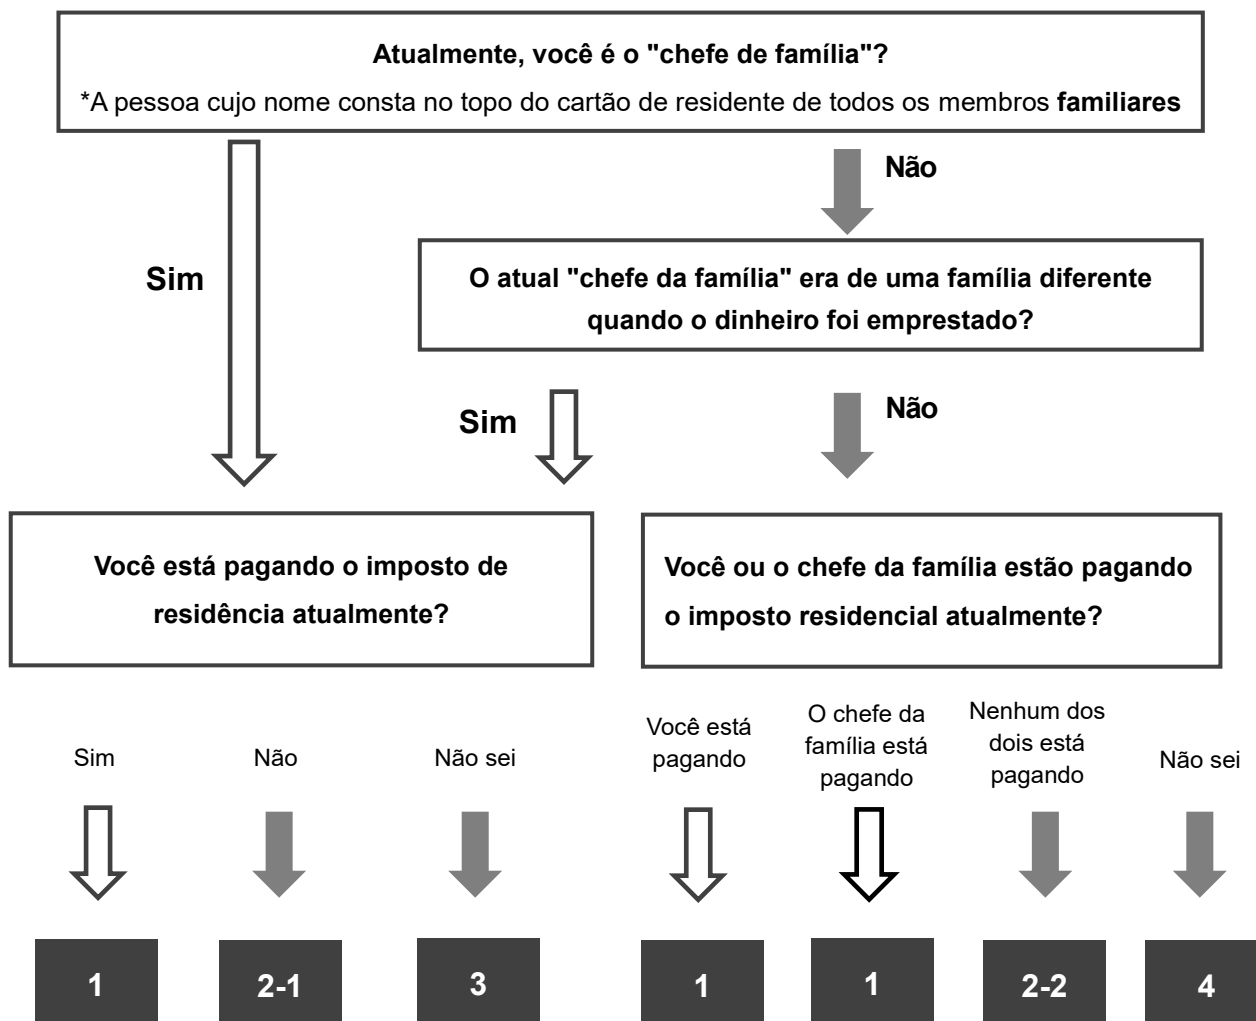 Atualmente, você é o "chefe de família"?
*A pessoa cujo nome consta no topo do cartão de residente de todos os membros familiares
Não
Sim
O atual "chefe da família" era de uma família diferente
quando o dinheiro foi emprestado?
Sim
Não
Você está pagando o imposto de
residência atualmente?
Você ou o chefe da família estão pagando
o imposto residencial atualmente?
Sim
Não
Não sei
Você está
pagando
O chefe da
família está
pagando
Nenhum dos
dois está
pagando
Não sei
1
2-1
3
1
1
2-2
4